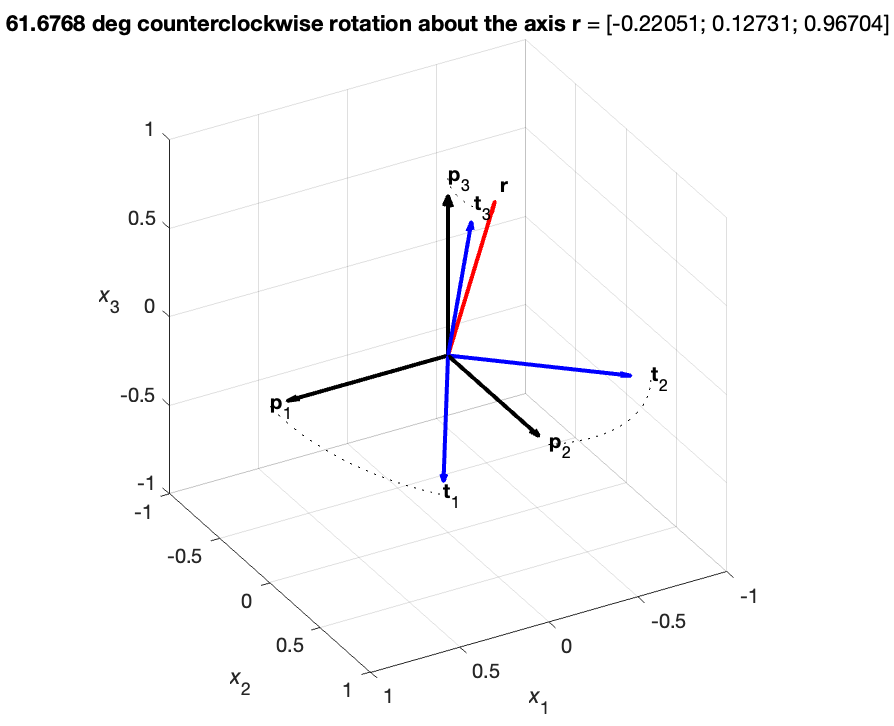 61.6768 deg counterclockwise rotation about the axis r = [-0.22051; 0.12731; 0.96704]
1
0.5
0
-0.5
-1
x₃
p₃
t₃
r
p₁
t₁
p₂
t₂
-1
-0.5
0
0.5
1
x₂
1
0.5
0
-0.5
-1
x₁